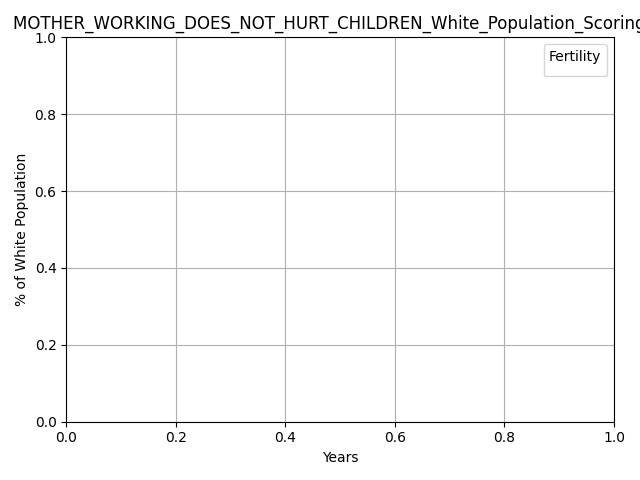 MOTHER_WORKING_DOES_NOT_HURT_CHILDREN_White_Population_Scoring
Fertility
% of White Population
1.0
0.8
0.6
0.4
0.2
0.0
0.0 0.2 0.4 0.6 0.8 1.0
Years